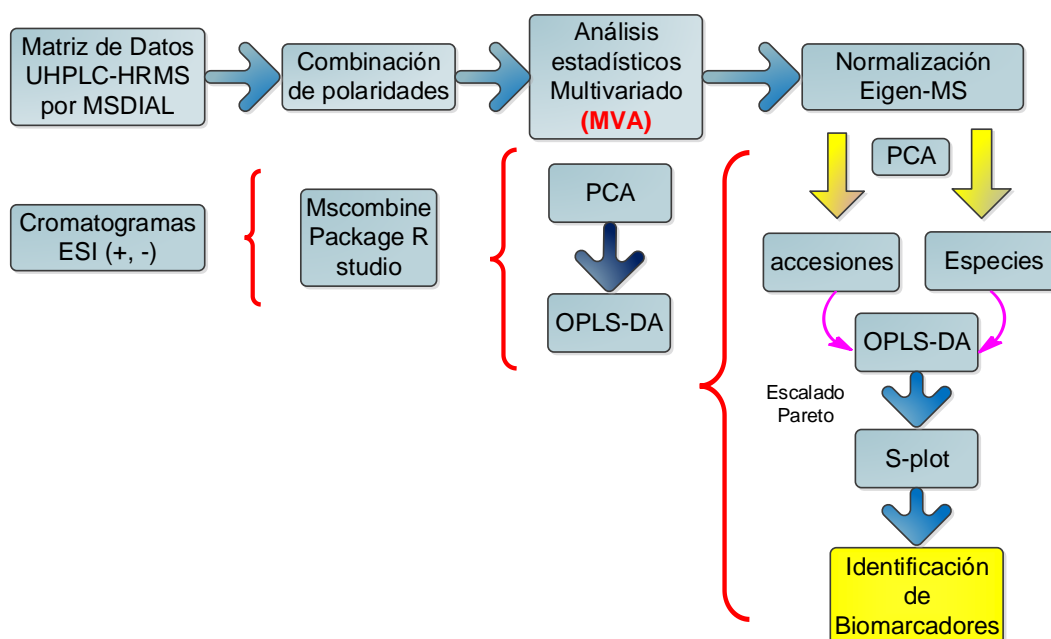 Matriz de Datos
UHPLC-HRMS
por MSDIAL
Combinación
de polaridades
Análisis
estadísticos
Multivariado
(MVA)
Normalización
Eigen-MS
Cromatogramas
ESI (+, -)
Mscombine
Package R
studio
PCA
OPLS-DA
PCA
accesiones
Especies
OPLS-DA
Escalado
Pareto
S-plot
Identificación
de
Biomarcadores